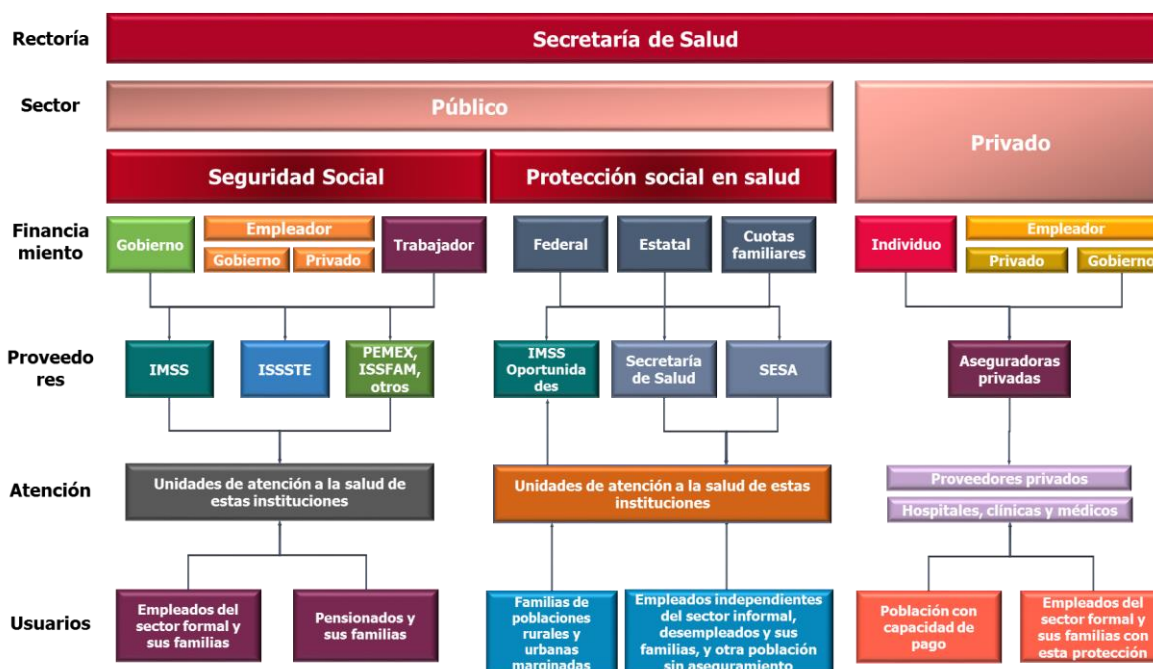 Rectoría
Secretaría de Salud
Sector
Público
Privado
Seguridad Social
Protección social en salud
Financia
miento
Gobierno
Empleador
Gobierno
Privado
Trabajador
Federal
Estatal
Cuotas
familiares
Individuo
Empleador
Privado
Gobierno
Proveedo
res
IMSS
ISSSTE
PEMEX,
ISSFAM,
otros
IMSS
Oportunida
des
Secretaría
de Salud
SESA
Aseguradoras
privadas
Atención
Unidades de atención a la salud de
estas instituciones
Unidades de atención a la salud de estas
instituciones
Proveedores privados
Hospitales, clínicas y médicos
Usuarios
Empleados del
sector formal y
sus familias
Pensionados y
sus familias
Familias de
poblaciones
rurales y
urbanas
marginadas
Empleados independientes
del sector informal,
desempleados y sus
familias, y otra población
sin aseguramiento
Población con
capacidad de
pago
Empleados del
sector formal y
sus familias con
esta protección